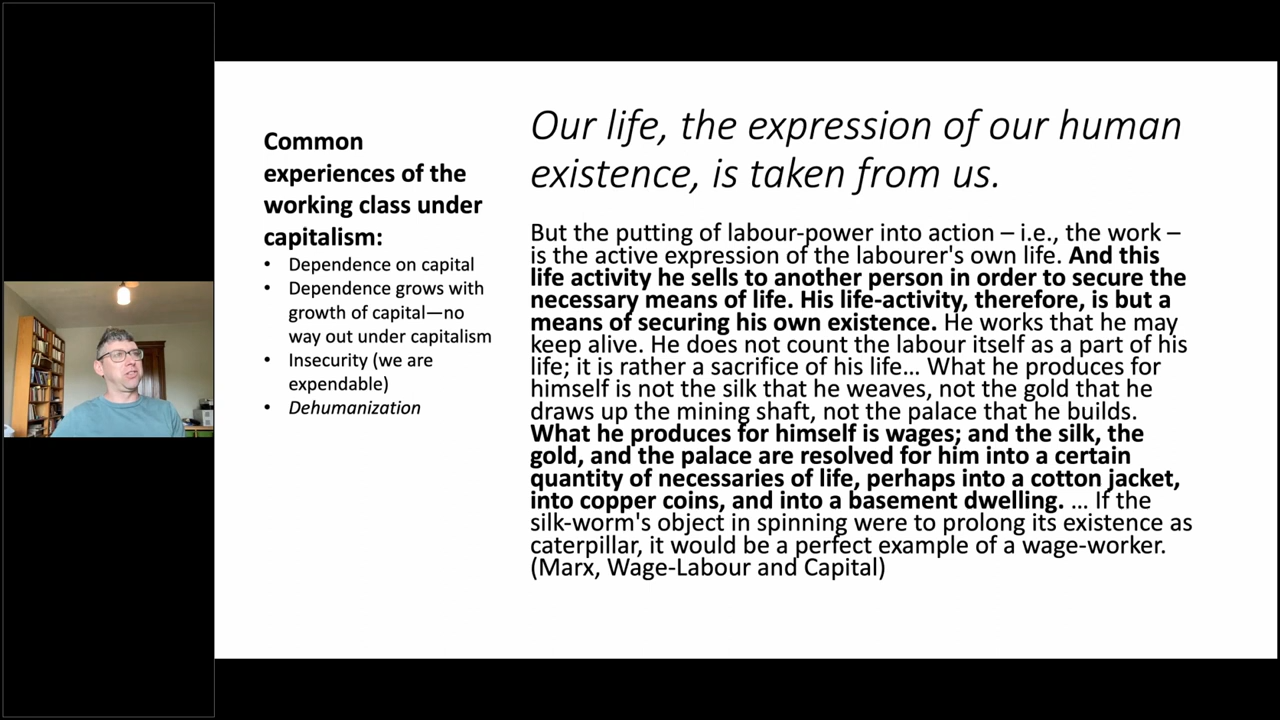 Common
experiences of the
working class under
capitalism:
• Dependence on capital
• Dependence grows with
growth of capital—no
way out under capitalism
• Insecurity (we are
expendable)
• Dehumanization
Our life, the expression of our human
existence, is taken from us.
But the putting of labour-power into action – i.e., the work –
is the active expression of the labourer's own life. And this
life activity he sells to another person in order to secure the
necessary means of life. His life-activity, therefore, is but a
means of securing his own existence. He works that he may
keep alive. He does not count the labour itself as a part of his
life; it is rather a sacrifice of his life… What he produces for
himself is not the silk that he weaves, not the gold that he
draws up the mining shaft, not the palace that he builds.
What he produces for himself is wages; and the silk, the
gold, and the palace are resolved for him into a certain
quantity of necessaries of life, perhaps into a cotton jacket,
into copper coins, and into a basement dwelling. … If the
silk-worm's object in spinning were to prolong its existence as
caterpillar, it would be a perfect example of a wage-worker.
(Marx, Wage-Labour and Capital)